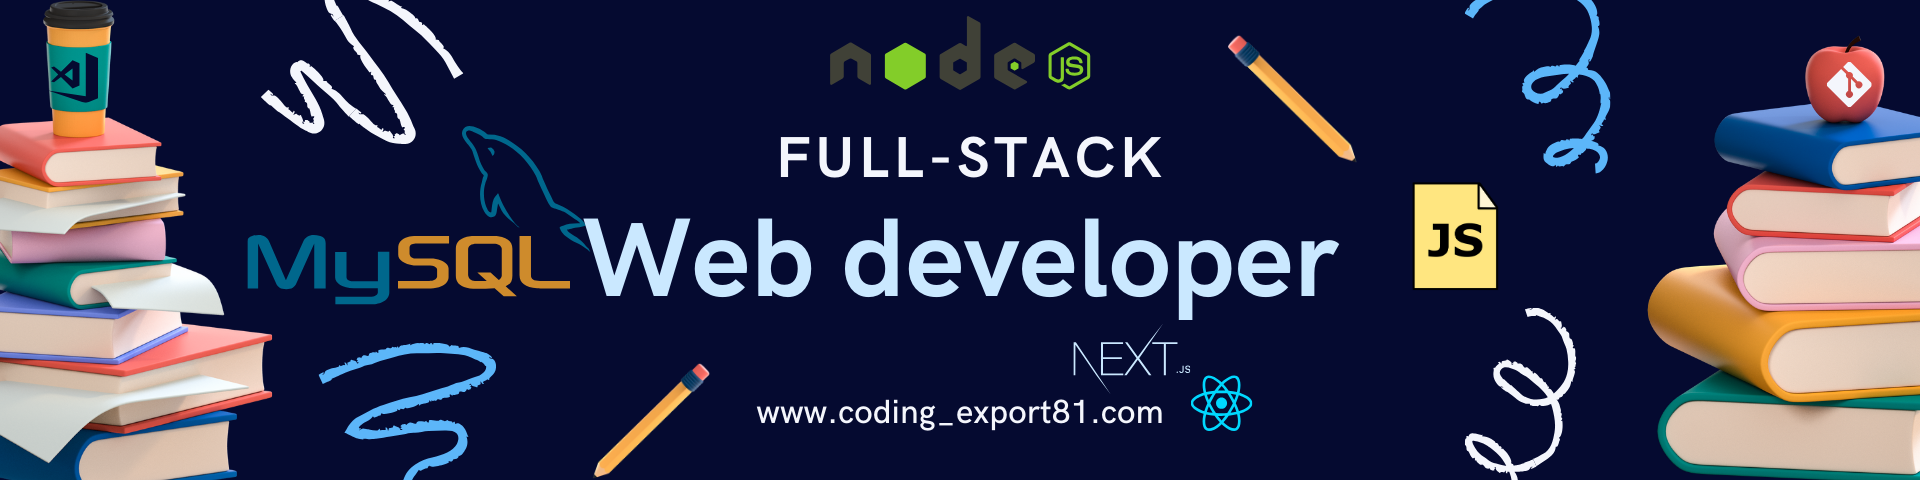 node JS
FULL-STACK
MySQL
Web developer
JS
NEXT.JS
www.coding_export81.com